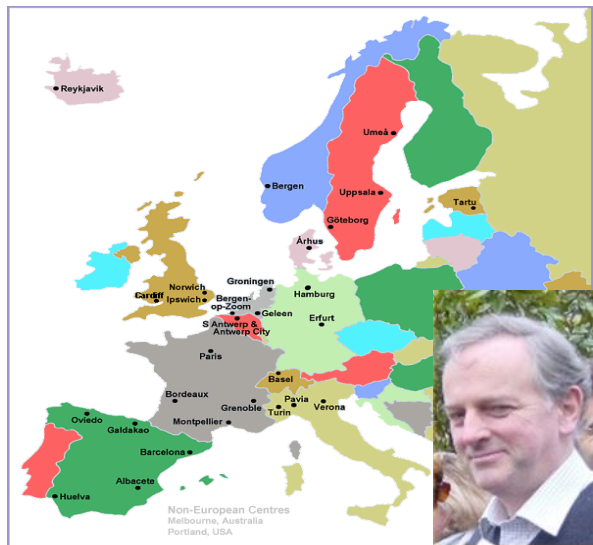 Reykjavik
Umeå
Bergen
Uppsala
Tartu
Göteborg
Århus
Groningen
Norwich
Hamburg
Cardiff
Ipswich
Bergen-
op-Zoom
Geleen
Erfurt
S Antwerp &
Antwerp City
Paris
Basel
Bordeaux
Grenoble
Pavia
Turin
Verona
Oviedo
Montpellier
Galdakao
Barcelona
Albacete
Huelva
Non-European Centres
Melbourne, Australia
Portland, USA